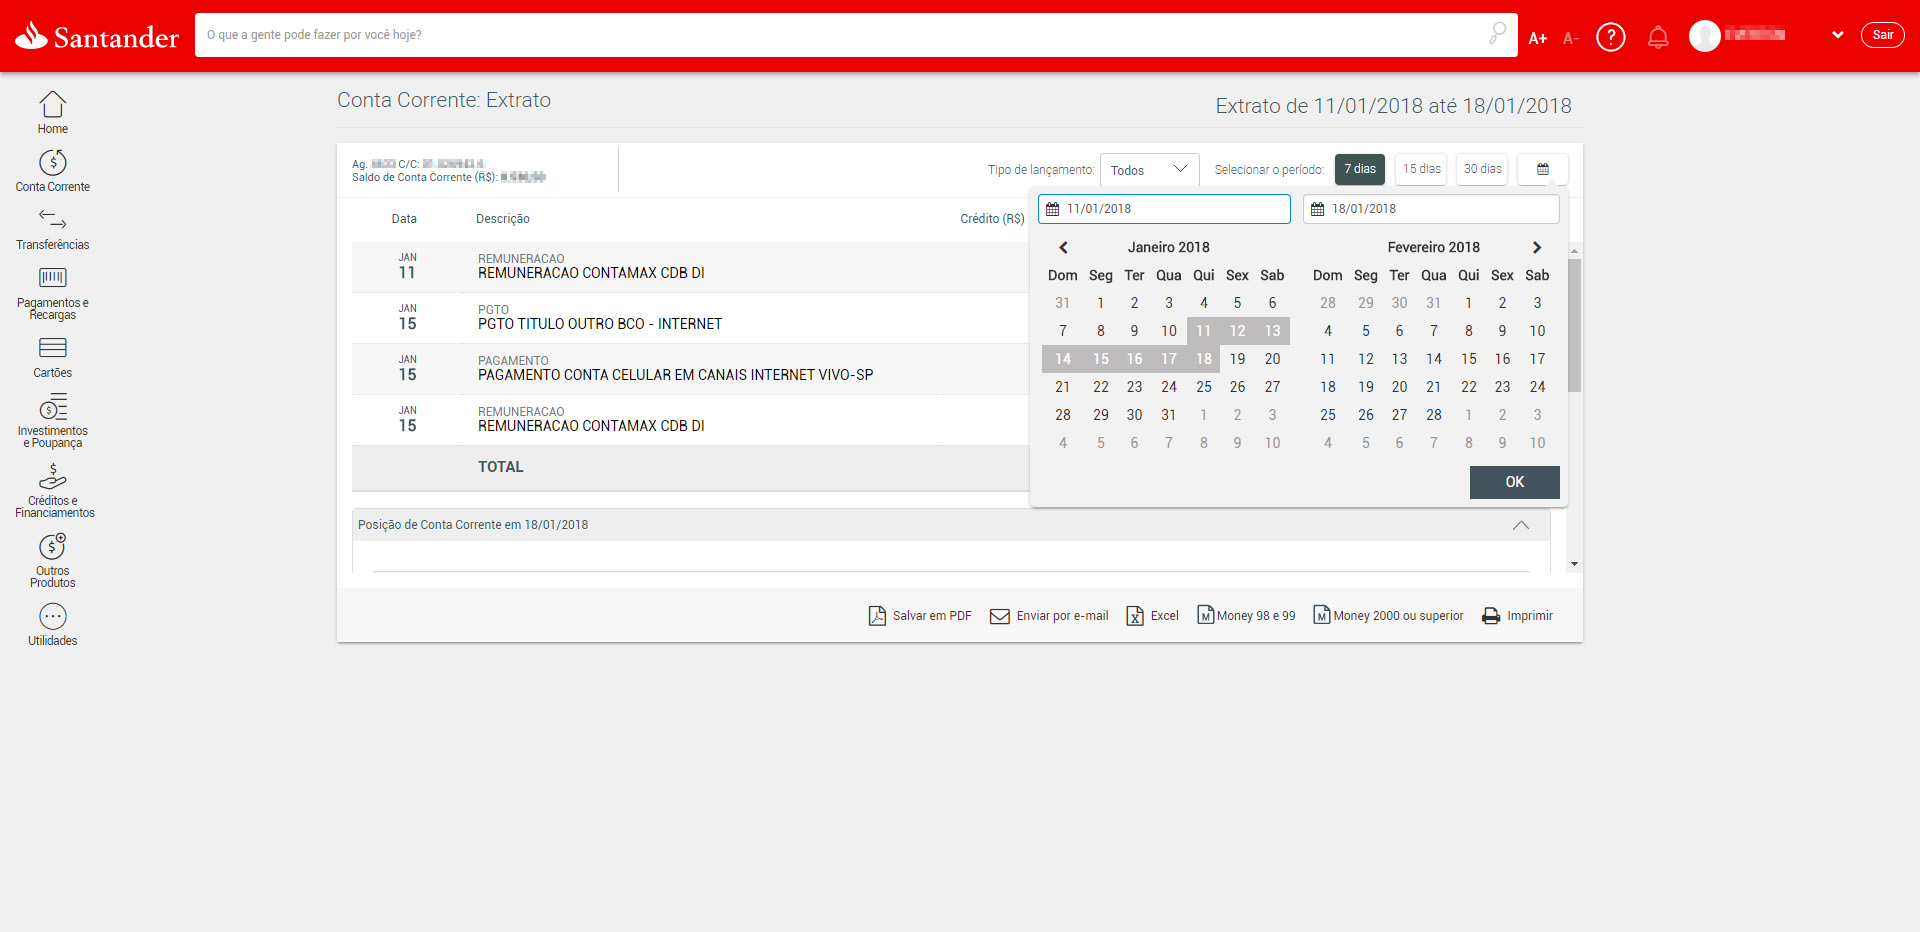 Santander
O que a gente pode fazer por você hoje?
A+ A- ? Sair
Home
Conta Corrente
Transferências
Pagamentos e
Recargas
Cartões
Investimentos
e Poupança
Créditos e
Financiamentos
Outros
Produtos
Utilidades
Conta Corrente: Extrato
Extrato de 11/01/2018 até 18/01/2018
Ag. C/C:
Saldo de Conta Corrente (R$):
Tipo de lançamento: Todos Selecionar o período: 7 dias 15 dias 30 dias
Data Descrição Crédito (R$)
JAN
11
REMUNERACAO
REMUNERACAO CONTAMAX CDB DI
JAN
15
PGTO
PGTO TITULO OUTRO BCO - INTERNET
JAN
15
PAGAMENTO
PAGAMENTO CONTA CELULAR EM CANAIS INTERNET VIVO-SP
JAN
15
REMUNERACAO
REMUNERACAO CONTAMAX CDB DI
TOTAL
11/01/2018
18/01/2018
Janeiro 2018
Dom Seg Ter Qua Qui Sex Sab
31 1 2 3 4 5 6
7 8 9 10 11 12 13
14 15 16 17 18 19 20
21 22 23 24 25 26 27
28 29 30 31 1 2 3
4 5 6 7 8 9 10
Fevereiro 2018
Dom Seg Ter Qua Qui Sex Sab
28 29 30 31 1 2 3
4 5 6 7 8 9 10
11 12 13 14 15 16 17
18 19 20 21 22 23 24
25 26 27 28 1 2 3
4 5 6 7 8 9 10
OK
Posição de Conta Corrente em 18/01/2018
Salvar em PDF Enviar por e-mail Excel Money 98 e 99 Money 2000 ou superior Imprimir